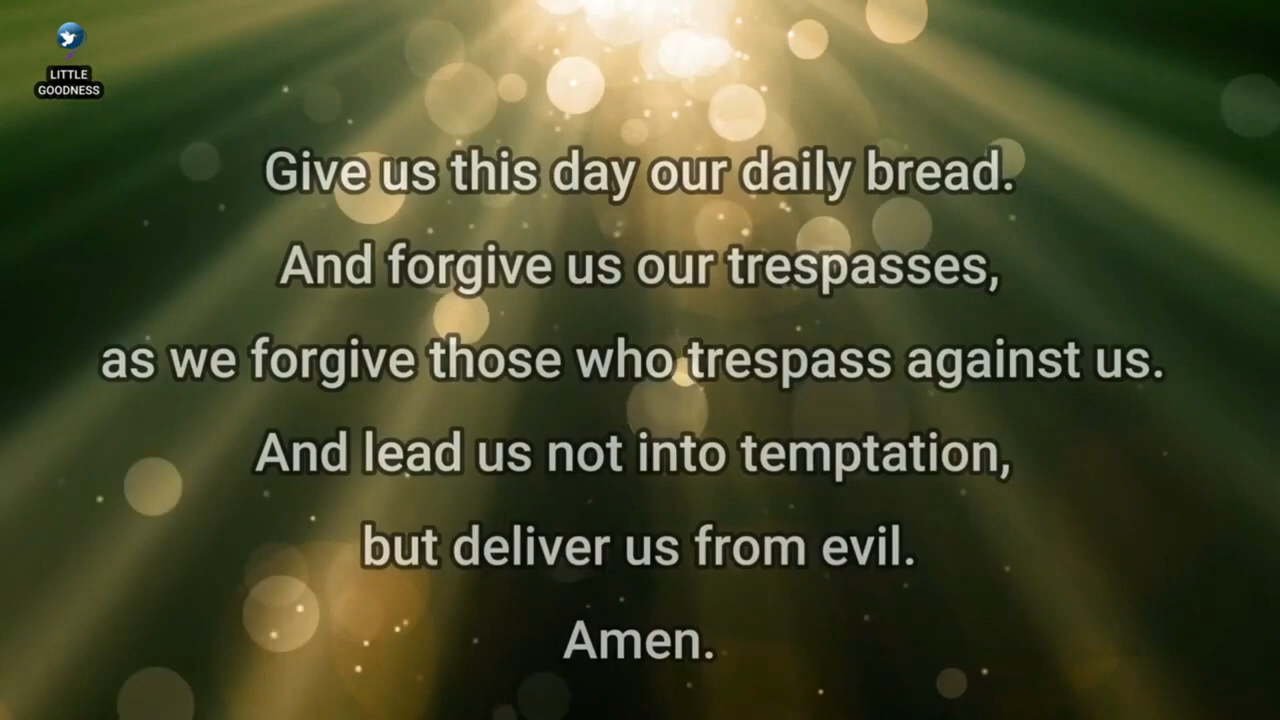 LITTLE
GOODNESS
Give us this day our daily bread.
And forgive us our trespasses,
as we forgive those who trespass against us.
And lead us not into temptation,
but deliver us from evil.
Amen.